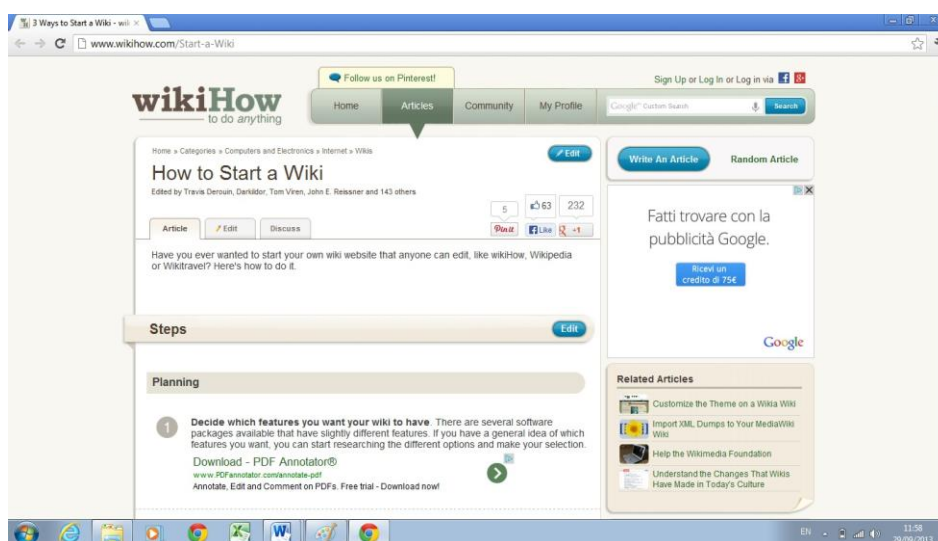 3 Ways to Start a Wiki - wik
www.wikihow.com/Start-a-Wiki
Follow us on Pinterest!
Sign Up or Log In or Log in via
wikiHow
to do anything
Home
Articles
Community
My Profile
Google™ Custom Search
Search
Home » Categories » Computers and Electronics » Internet » Wikis
Edit
How to Start a Wiki
Edited by Travis Derouin, Darkildor, Tom Viren, John E. Reissner and 143 others
5
63
232
Pin it
Like
+1
Article
Edit
Discuss
Have you ever wanted to start your own wiki website that anyone can edit, like wikiHow, Wikipedia
or Wikitravel? Here's how to do it.
Steps
Edit
Planning
1
Decide which features you want your wiki to have. There are several software
packages available that have slightly different features. If you have a general idea of which
features you want, you can start researching the different options and make your selection.
Download - PDF Annotator®
www.PDFannotator.com/annotate-pdf
Annotate, Edit and Comment on PDFs. Free trial - Download now!
Write An Article
Random Article
Fatti trovare con la
pubblicità Google.
Ricevi un
credito di 75€
Google
Related Articles
Customize the Theme on a Wikia Wiki
Import XML Dumps to Your MediaWiki
Wiki
Help the Wikimedia Foundation
Understand the Changes That Wikis
Have Made in Today's Culture
EN
11:58
29/09/2013